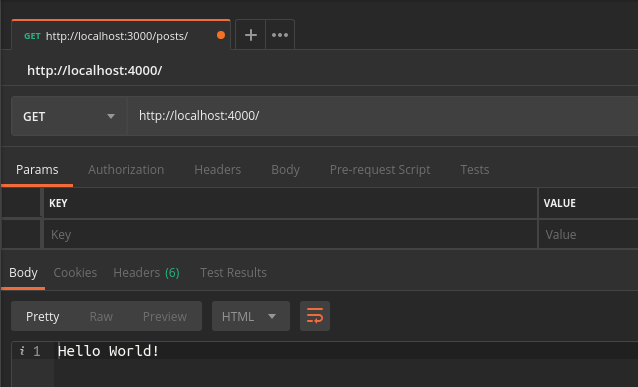 GET http://localhost:3000/posts/
http://localhost:4000/
GET http://localhost:4000/
Params Authorization Headers Body Pre-request Script Tests
KEY VALUE
Key Value
Body Cookies Headers (6) Test Results
Pretty Raw Preview HTML
i 1 Hello World!